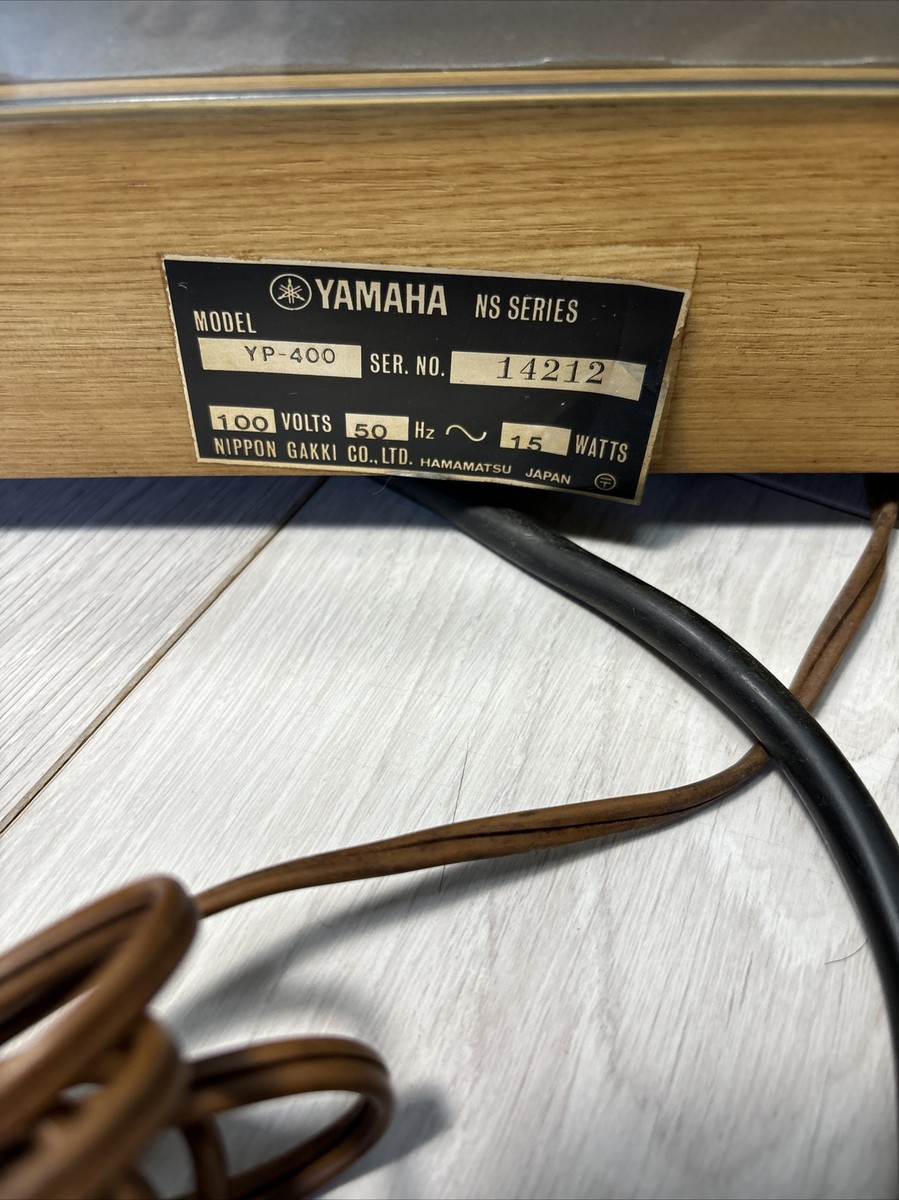 YAMAHA NS SERIES
MODEL
YP-400 SER. NO. 14212
100 VOLTS 50 Hz ~ 15 WATTS
NIPPON GAKKI CO., LTD. HAMAMATSU JAPAN 〒